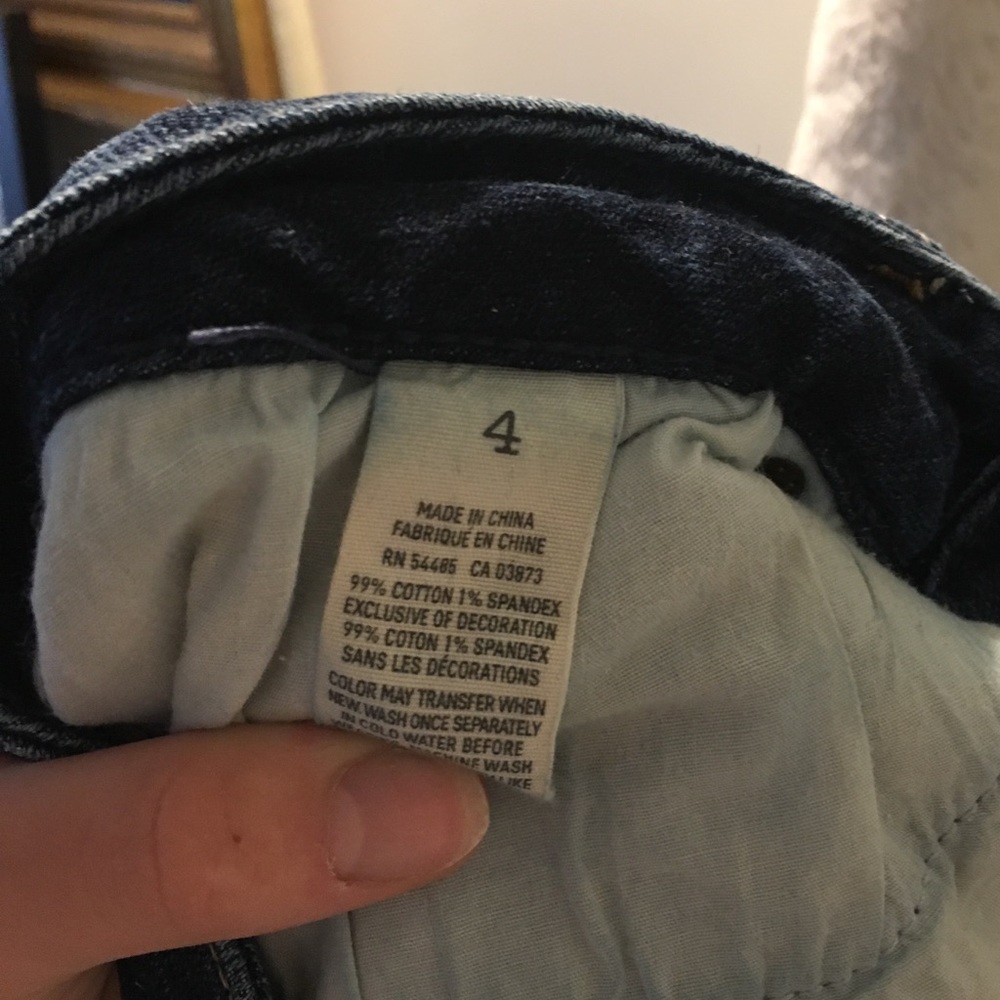 4
MADE IN CHINA
FABRIQUÉ EN CHINE
RN 54485 CA 03873
99% COTTON 1% SPANDEX
EXCLUSIVE OF DECORATION
99% COTON 1% SPANDEX
SANS LES DÉCORATIONS
COLOR MAY TRANSFER WHEN
NEW. WASH ONCE SEPARATELY
IN COLD WATER BEFORE
WASH